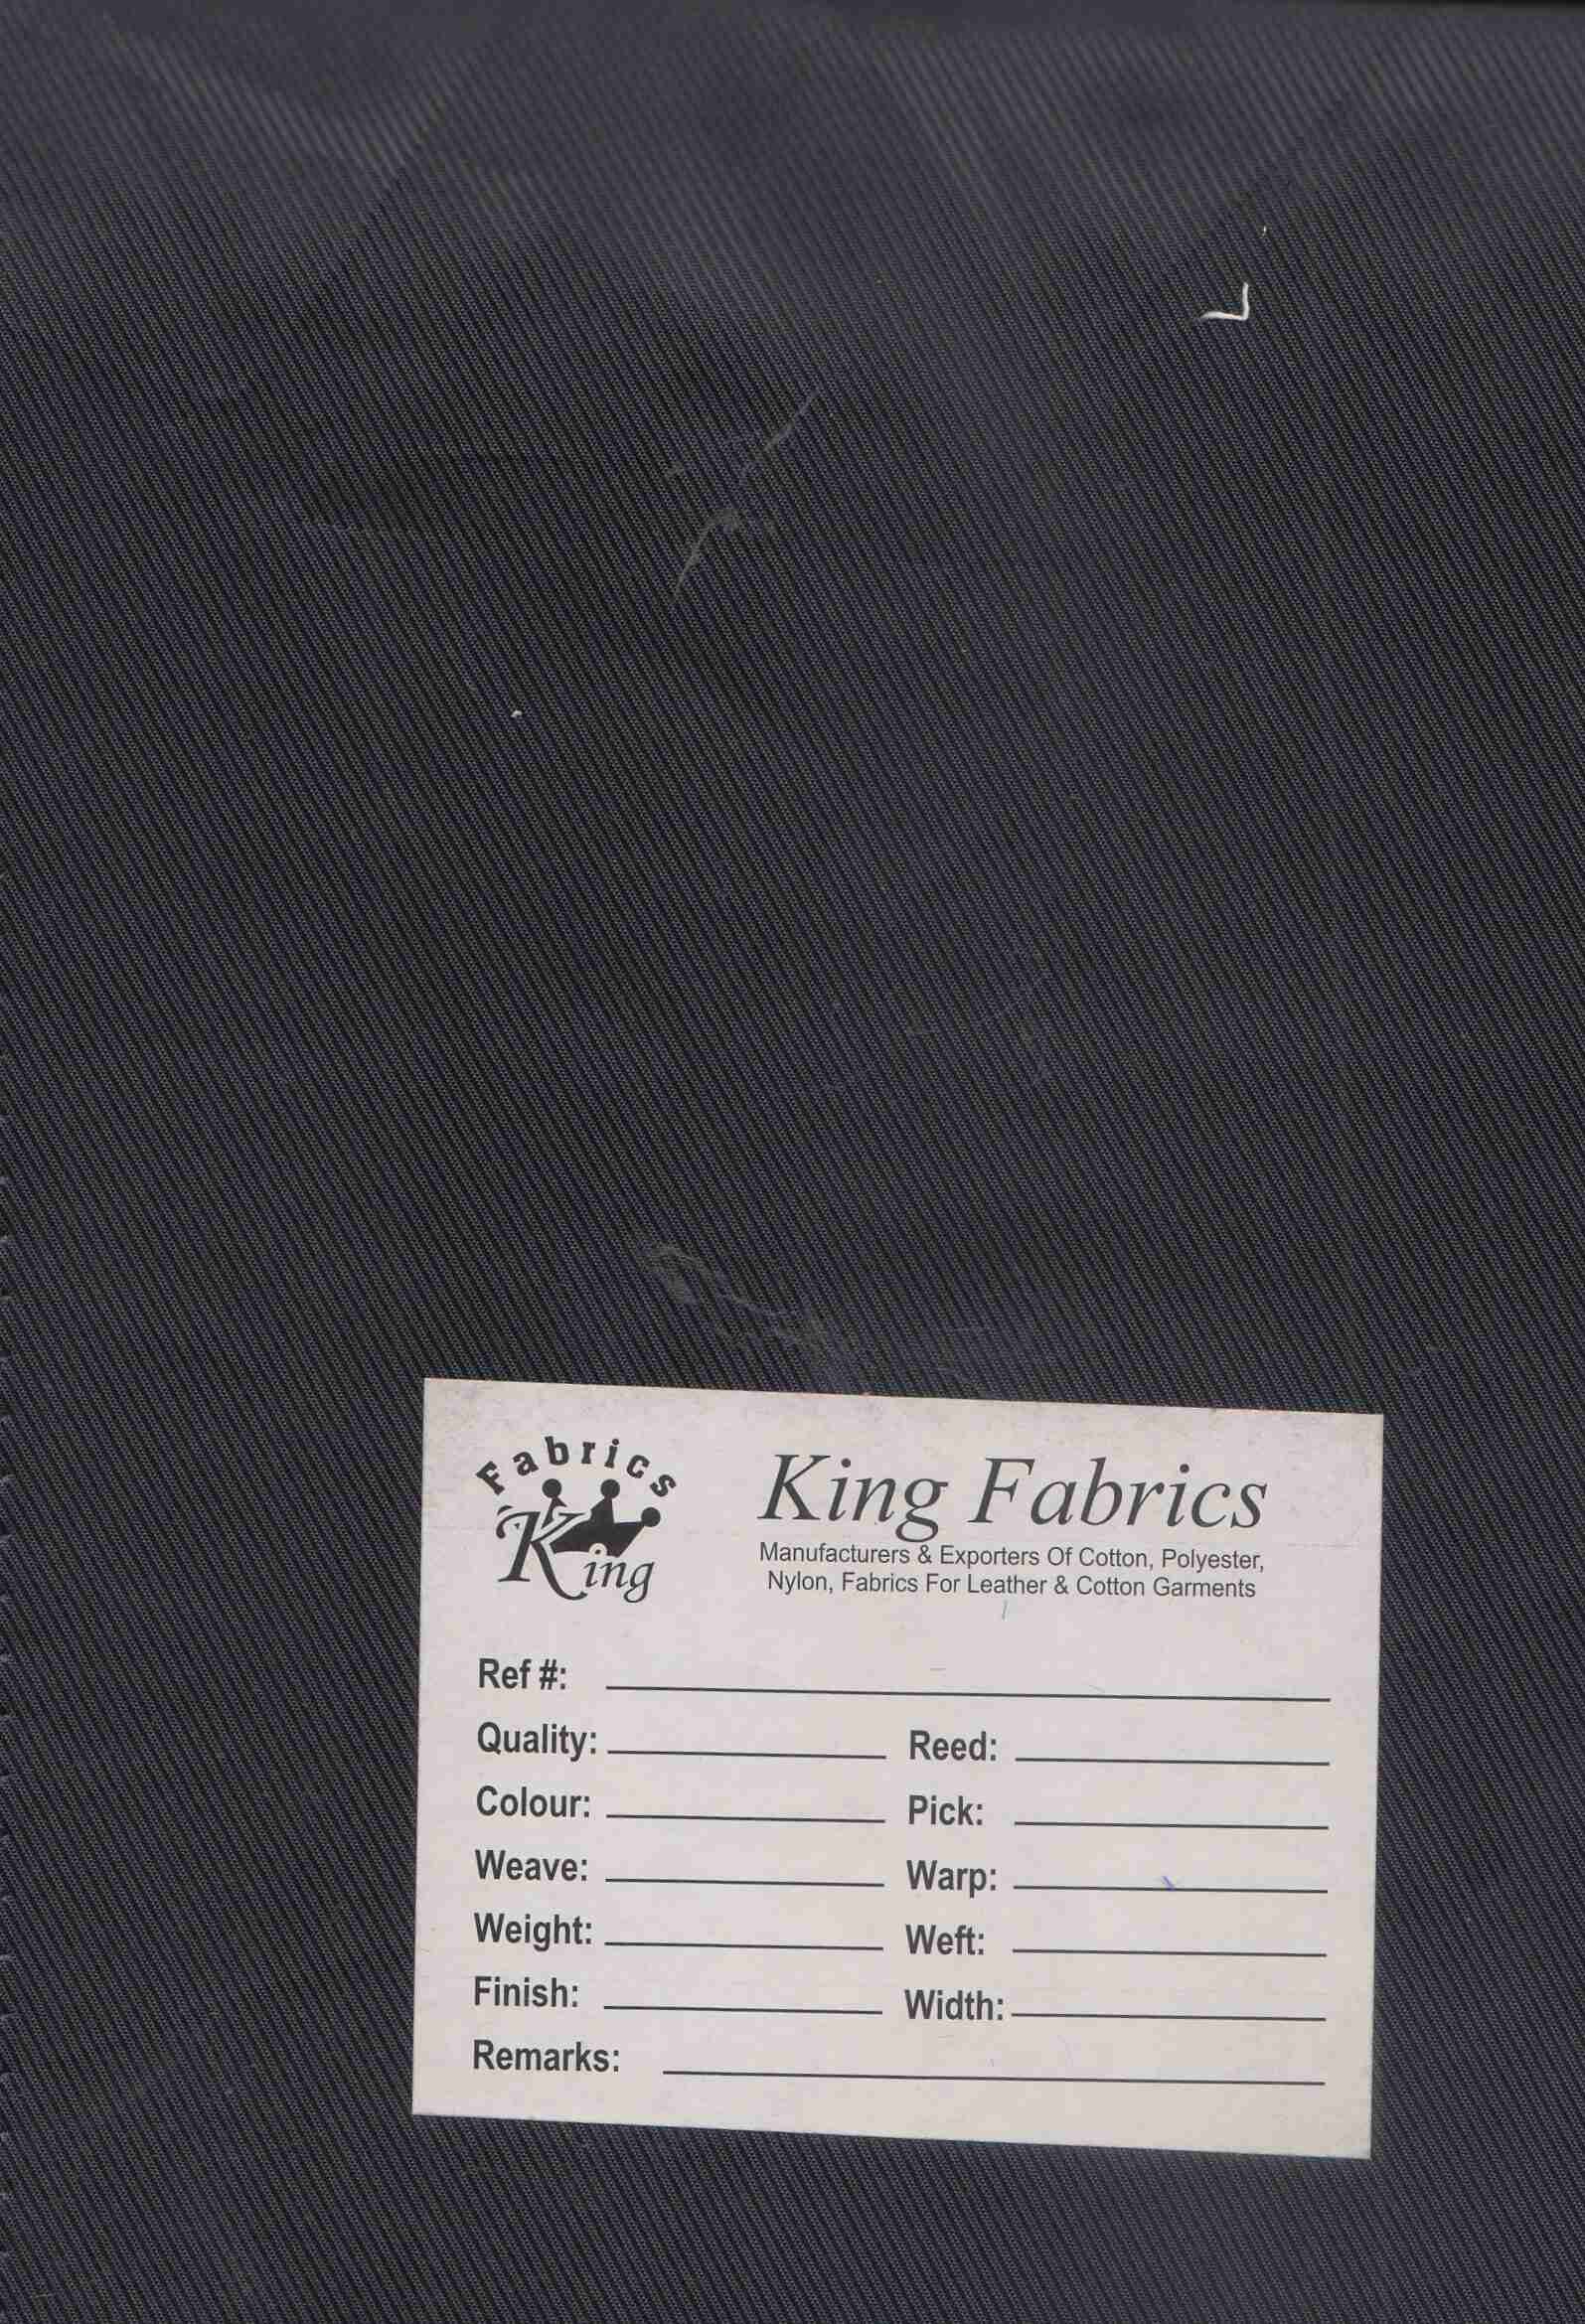 Fabrics
King
King Fabrics
Manufacturers & Exporters Of Cotton, Polyester,
Nylon, Fabrics For Leather & Cotton Garments
Ref #:
Quality: Reed:
Colour: Pick:
Weave: Warp:
Weight: Weft:
Finish: Width:
Remarks: